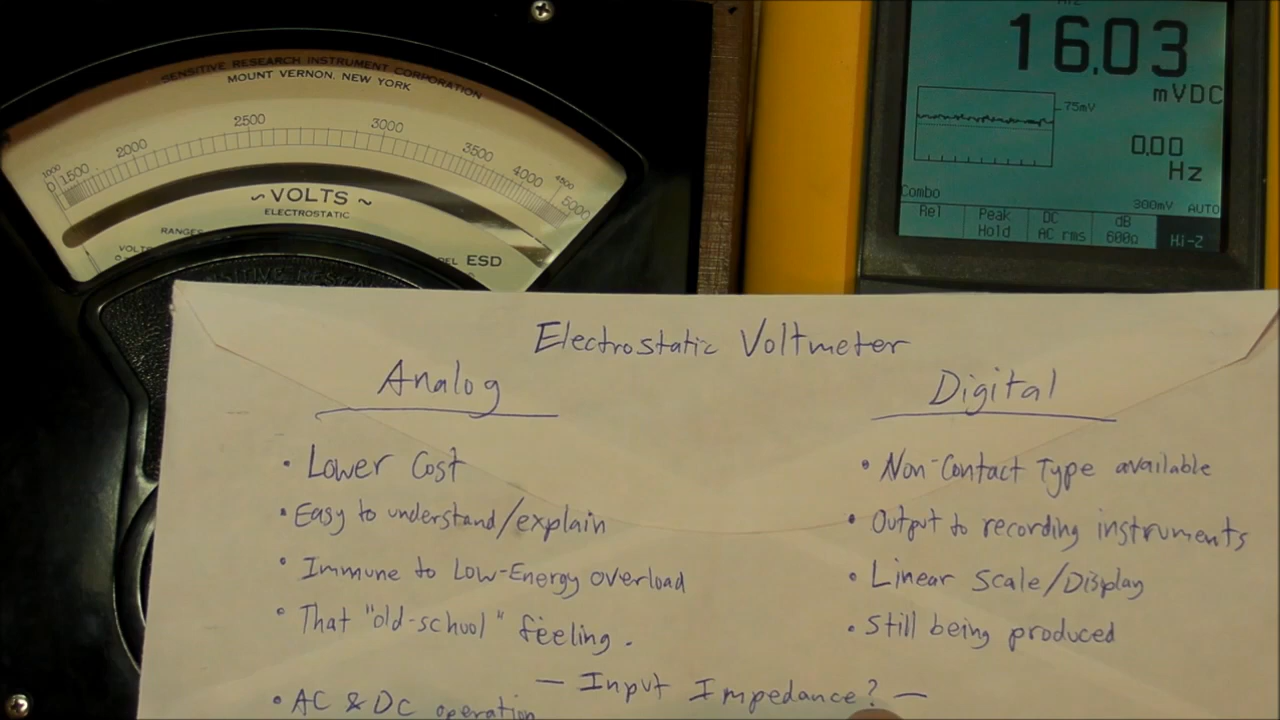 SENSITIVE RESEARCH INSTRUMENT CORPORATION
MOUNT VERNON, NEW YORK
0 1000 1500 2000 2500 3000 3500 4000 4500 5000
~ VOLTS ~
ELECTROSTATIC
RANGES
VOLTS
ESD
16.03
mVDC
75mV
0.00
Hz
Combo
300mV AUTO
Rel Peak Hold DC AC rms dB 600Ω Hi-Z
Electrostatic Voltmeter
Analog
• Lower Cost
• Easy to understand/explain
• Immune to Low-Energy overload
• That "old-school" feeling.
• AC & DC operation
Digital
• Non-Contact Type available
• Output to recording instruments
• Linear Scale/Display
• Still being produced
— Input Impedance? —